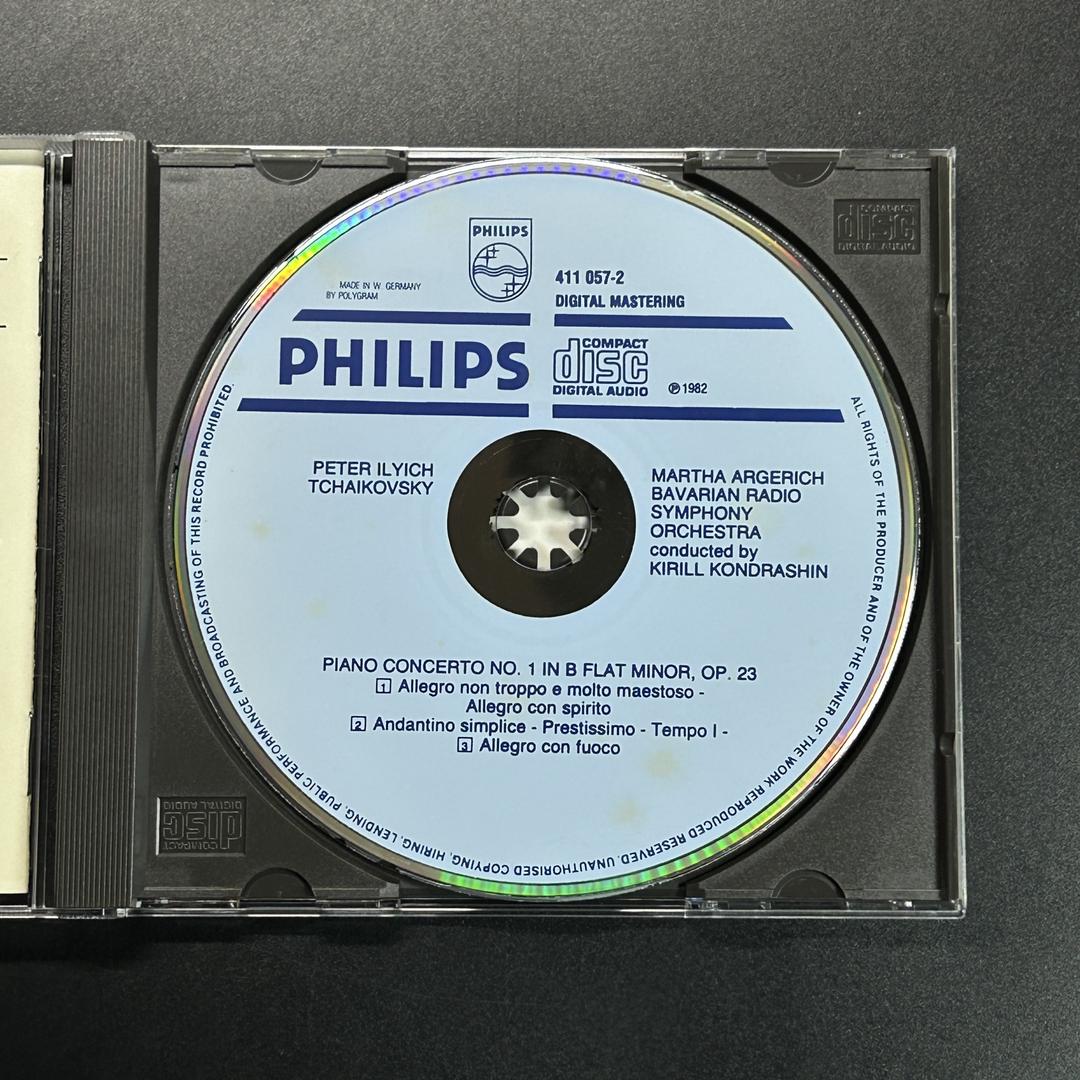 PHILIPS
MADE IN W. GERMANY
BY POLYGRAM
411 057-2
DIGITAL MASTERING
PHILIPS
COMPACT
disc
DIGITAL AUDIO
℗ 1982
PETER ILYICH
TCHAIKOVSKY
MARTHA ARGERICH
BAVARIAN RADIO
SYMPHONY
ORCHESTRA
conducted by
KIRILL KONDRASHIN
PIANO CONCERTO NO. 1 IN B FLAT MINOR, OP. 23
1 Allegro non troppo e molto maestoso -
Allegro con spirito
2 Andantino simplice - Prestissimo - Tempo I -
3 Allegro con fuoco
ALL RIGHTS OF THE PRODUCER AND OF THE OWNER OF THE WORK REPRODUCED RESERVED. UNAUTHORISED COPYING, HIRING, LENDING, PUBLIC PERFORMANCE AND BROADCASTING OF THIS RECORD PROHIBITED.
COMPACT
disc
DIGITAL AUDIO
COMPACT
disc
DIGITAL AUDIO